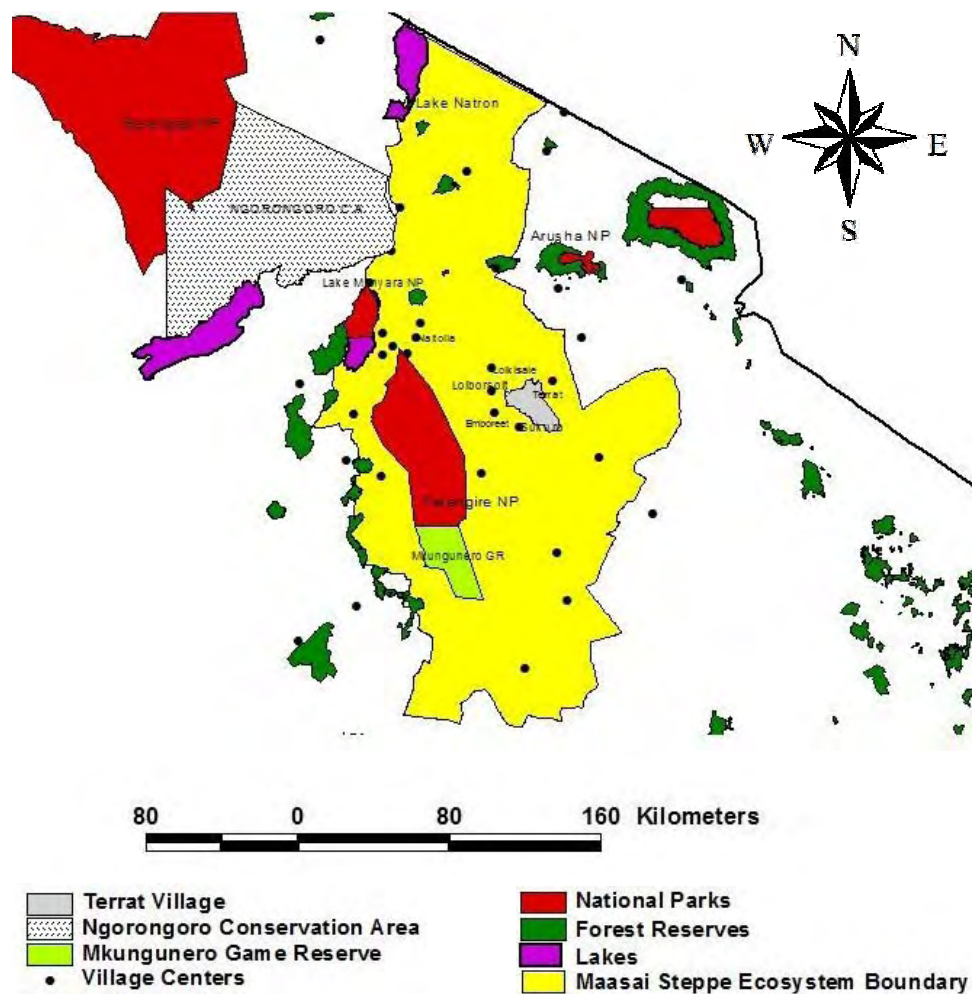 N
W E
S
Lake Natron
NGORONGORO C.A.
Arusha NP
Lake Manyara NP
Naitolia
Loikisale
Loiborsoit
Terrat
Emboreet
Sukuro
Tarangire NP
Mkungunero GR
80 0 80 160 Kilometers
Terrat Village
Ngorongoro Conservation Area
Mkungunero Game Reserve
Village Centers
National Parks
Forest Reserves
Lakes
Maasai Steppe Ecosystem Boundary